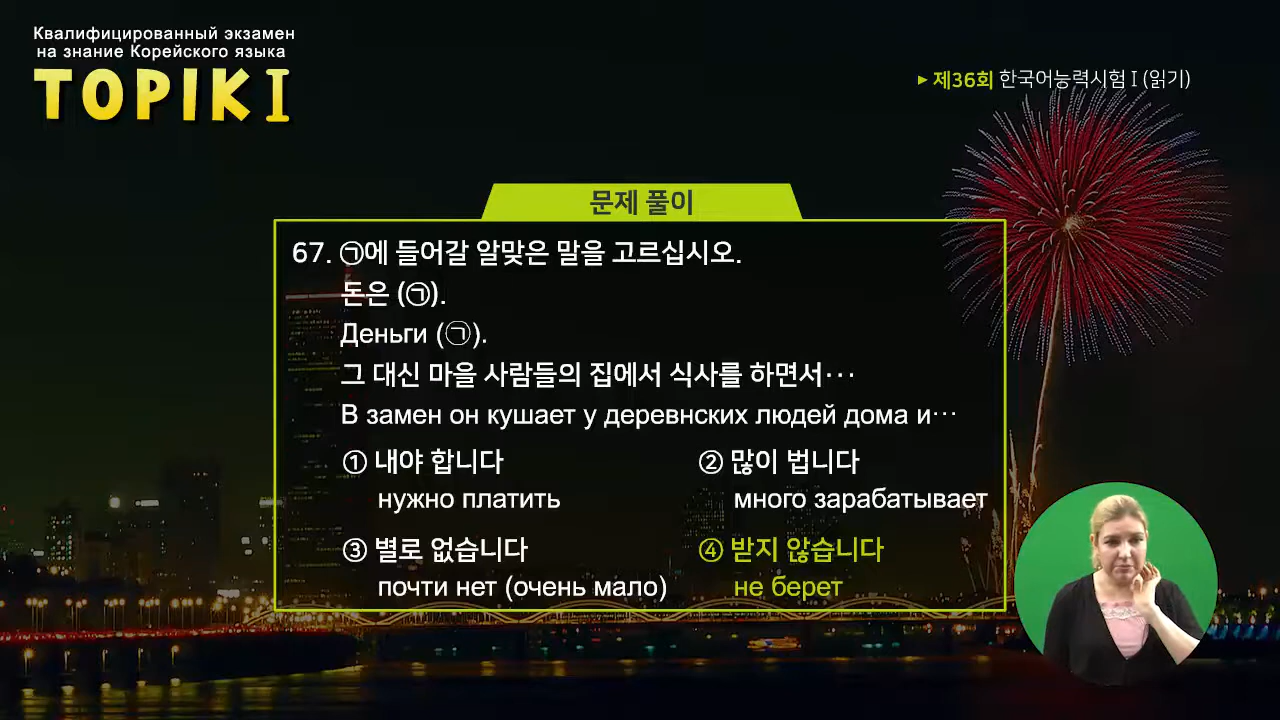 Квалифицированный экзамен
на знание Корейского языка
TOPIK I
▸ 제36회 한국어능력시험 I (읽기)
문제 풀이
67. ㉠에 들어갈 알맞은 말을 고르십시오.
돈은 (㉠).
Деньги (㉠).
그 대신 마을 사람들의 집에서 식사를 하면서···
В замен он кушает у деревнских людей дома и···
① 내야 합니다
② 많이 법니다
нужно платить
много зарабатывает
③ 별로 없습니다
④ 받지 않습니다
почти нет (очень мало)
не берет